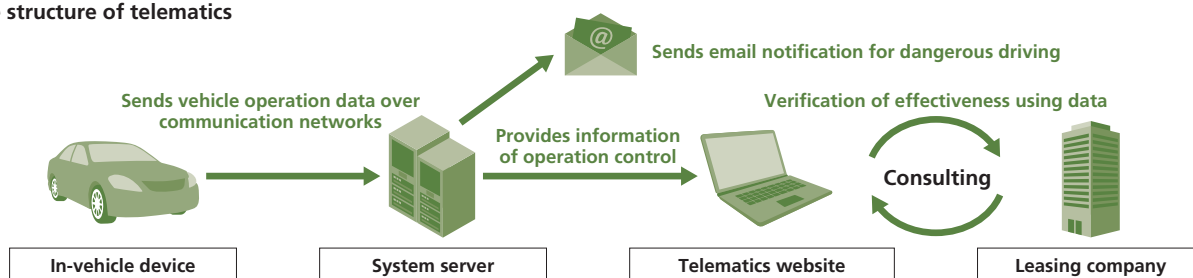 structure of telematics
@
Sends email notification for dangerous driving
Sends vehicle operation data over
communication networks
Verification of effectiveness using data
Provides information
of operation control
Consulting
In-vehicle device
System server
Telematics website
Leasing company